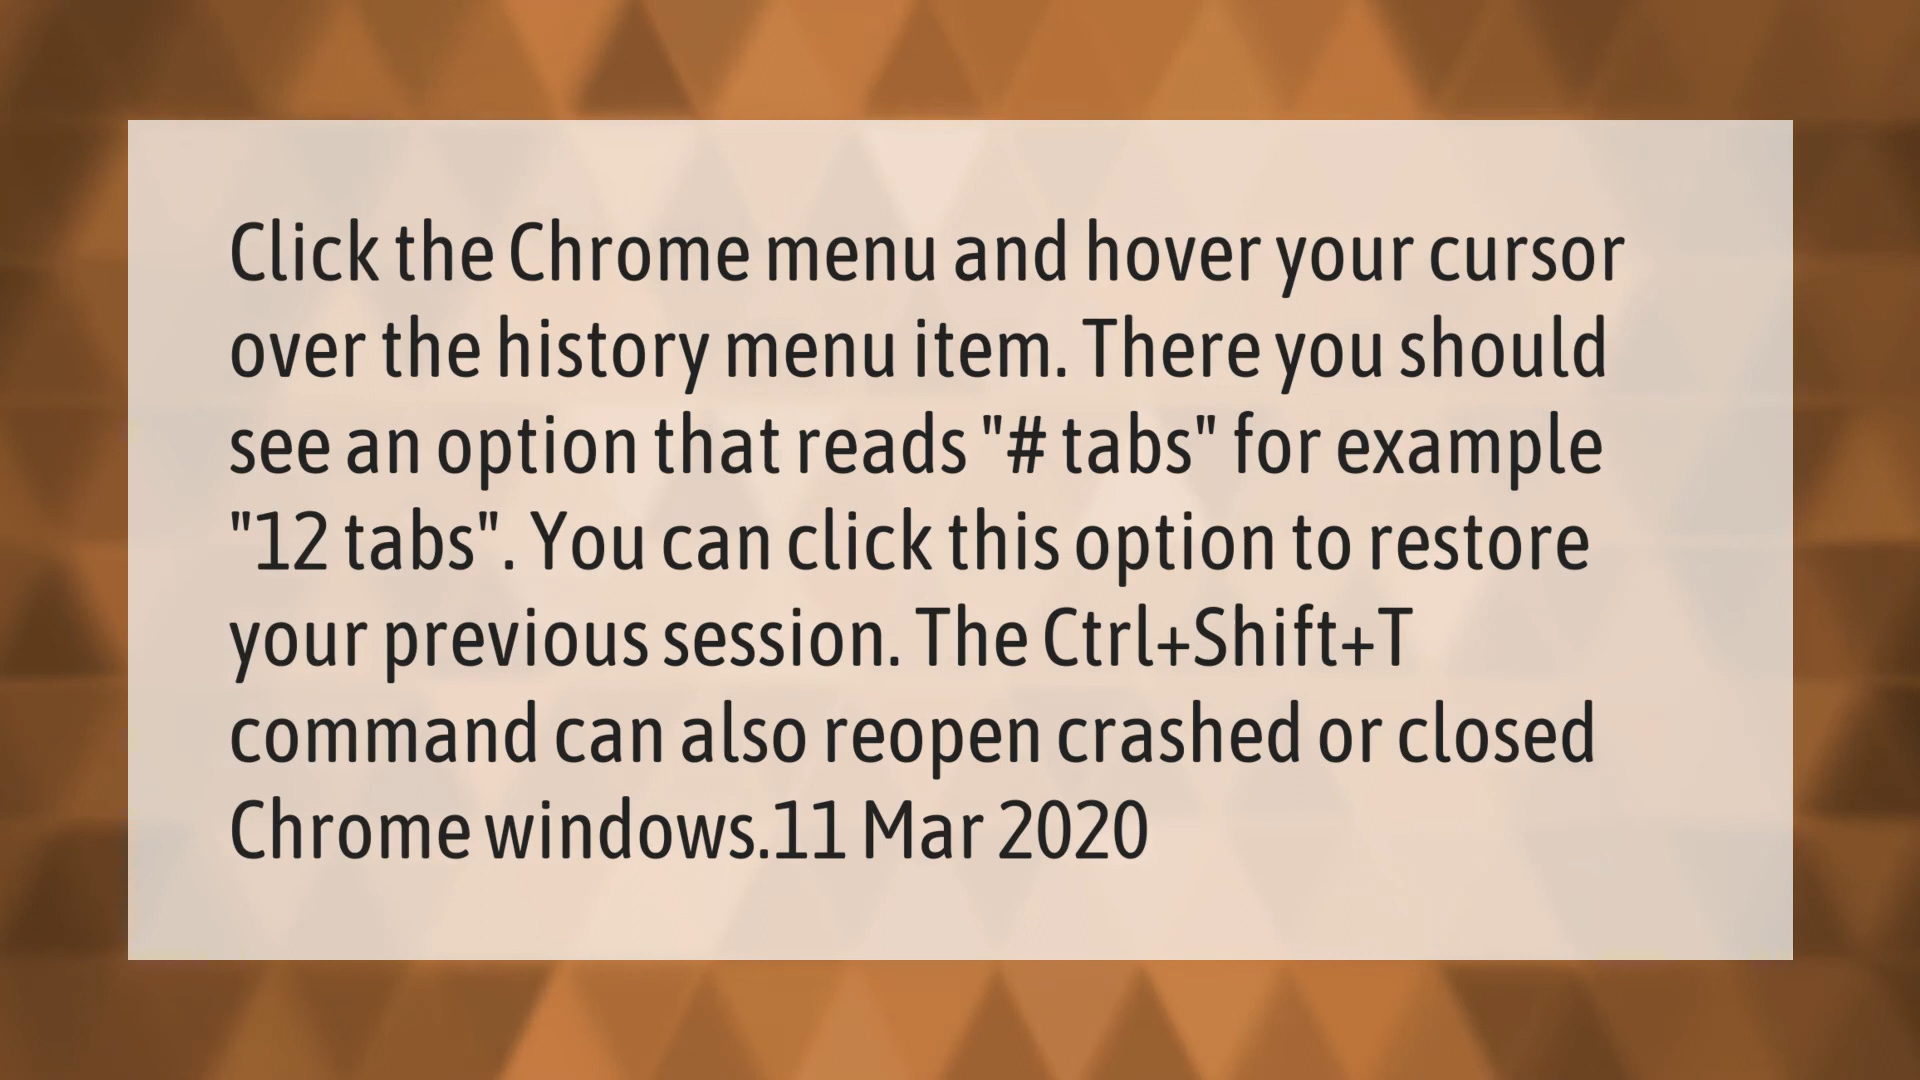 Click the Chrome menu and hover your cursor
over the history menu item. There you should
see an option that reads "# tabs" for example
"12 tabs". You can click this option to restore
your previous session. The Ctrl+Shift+T
command can also reopen crashed or closed
Chrome windows.11 Mar 2020